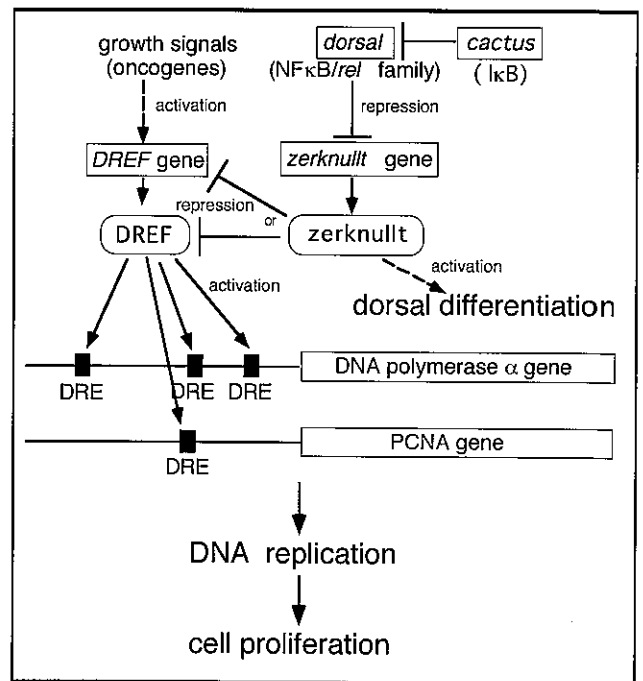 growth signals
(oncogenes)
dorsal
cactus
(NFκB/rel family)
(IκB)
activation
repression
DREF gene
zerknullt gene
repression
or
DREF
zerknullt
activation
activation
dorsal differentiation
DNA polymerase α gene
DRE
DRE
DRE
PCNA gene
DRE
DNA replication
cell proliferation